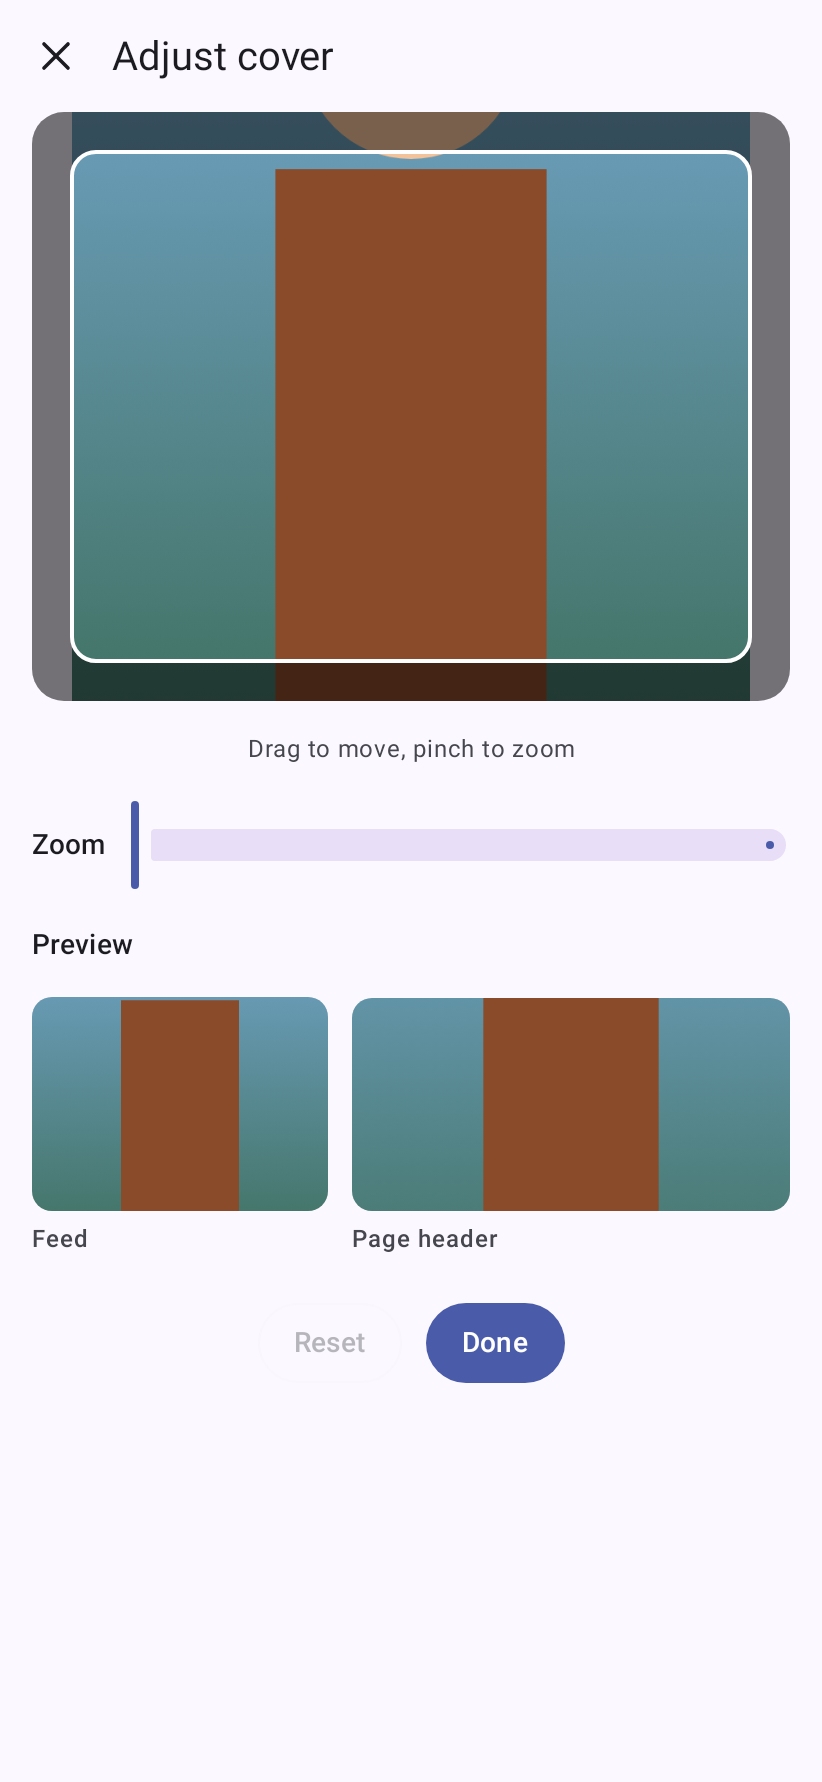 Adjust cover
Drag to move, pinch to zoom
Zoom
Preview
Feed
Page header
Reset
Done